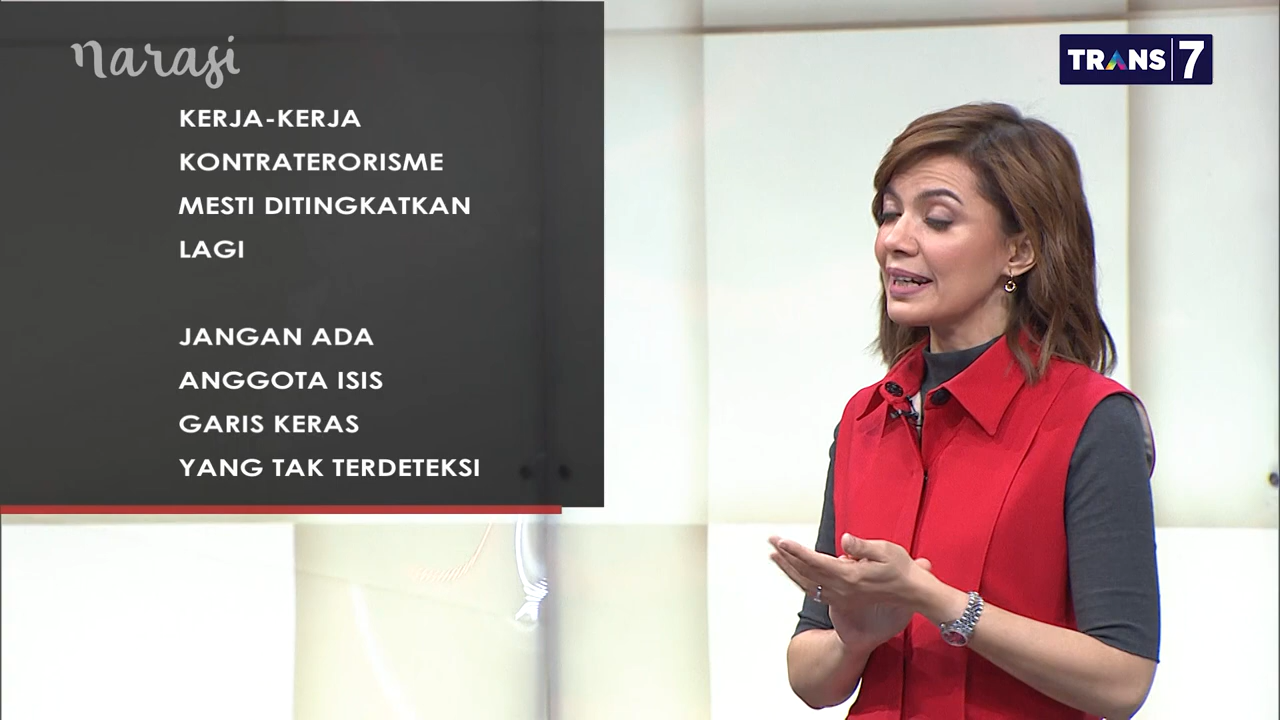 Narasi
TRANS 7
KERJA-KERJA
KONTRATERORISME
MESTI DITINGKATKAN
LAGI
JANGAN ADA
ANGGOTA ISIS
GARIS KERAS
YANG TAK TERDETEKSI